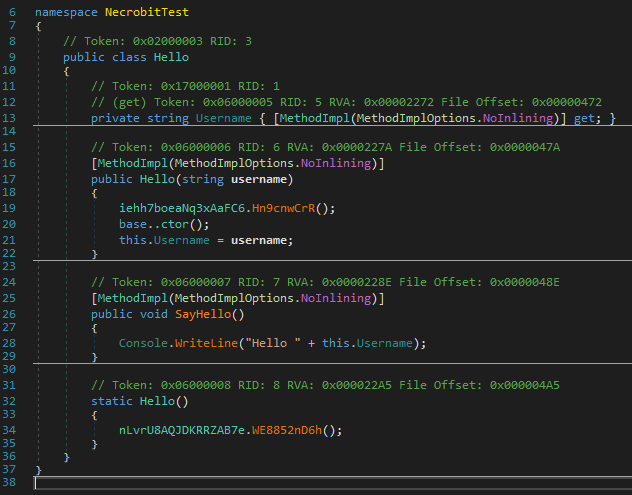 6 namespace NecrobitTest
7 {
8 // Token: 0x02000003 RID: 3
9 public class Hello
10 {
11 // Token: 0x17000001 RID: 1
12 // (get) Token: 0x06000005 RID: 5 RVA: 0x00002272 File Offset: 0x00000472
13 private string Username { [MethodImpl(MethodImplOptions.NoInlining)] get; }
14
15 // Token: 0x06000006 RID: 6 RVA: 0x0000227A File Offset: 0x0000047A
16 [MethodImpl(MethodImplOptions.NoInlining)]
17 public Hello(string username)
18 {
19 iehh7boeaNq3xAaFC6.Hn9cnwCrR();
20 base..ctor();
21 this.Username = username;
22 }
23
24 // Token: 0x06000007 RID: 7 RVA: 0x0000228E File Offset: 0x0000048E
25 [MethodImpl(MethodImplOptions.NoInlining)]
26 public void SayHello()
27 {
28 Console.WriteLine("Hello " + this.Username);
29 }
30
31 // Token: 0x06000008 RID: 8 RVA: 0x000022A5 File Offset: 0x000004A5
32 static Hello()
33 {
34 nLvrU8AQJDKRRZAB7e.WE8852nD6h();
35 }
36 }
37 }
38